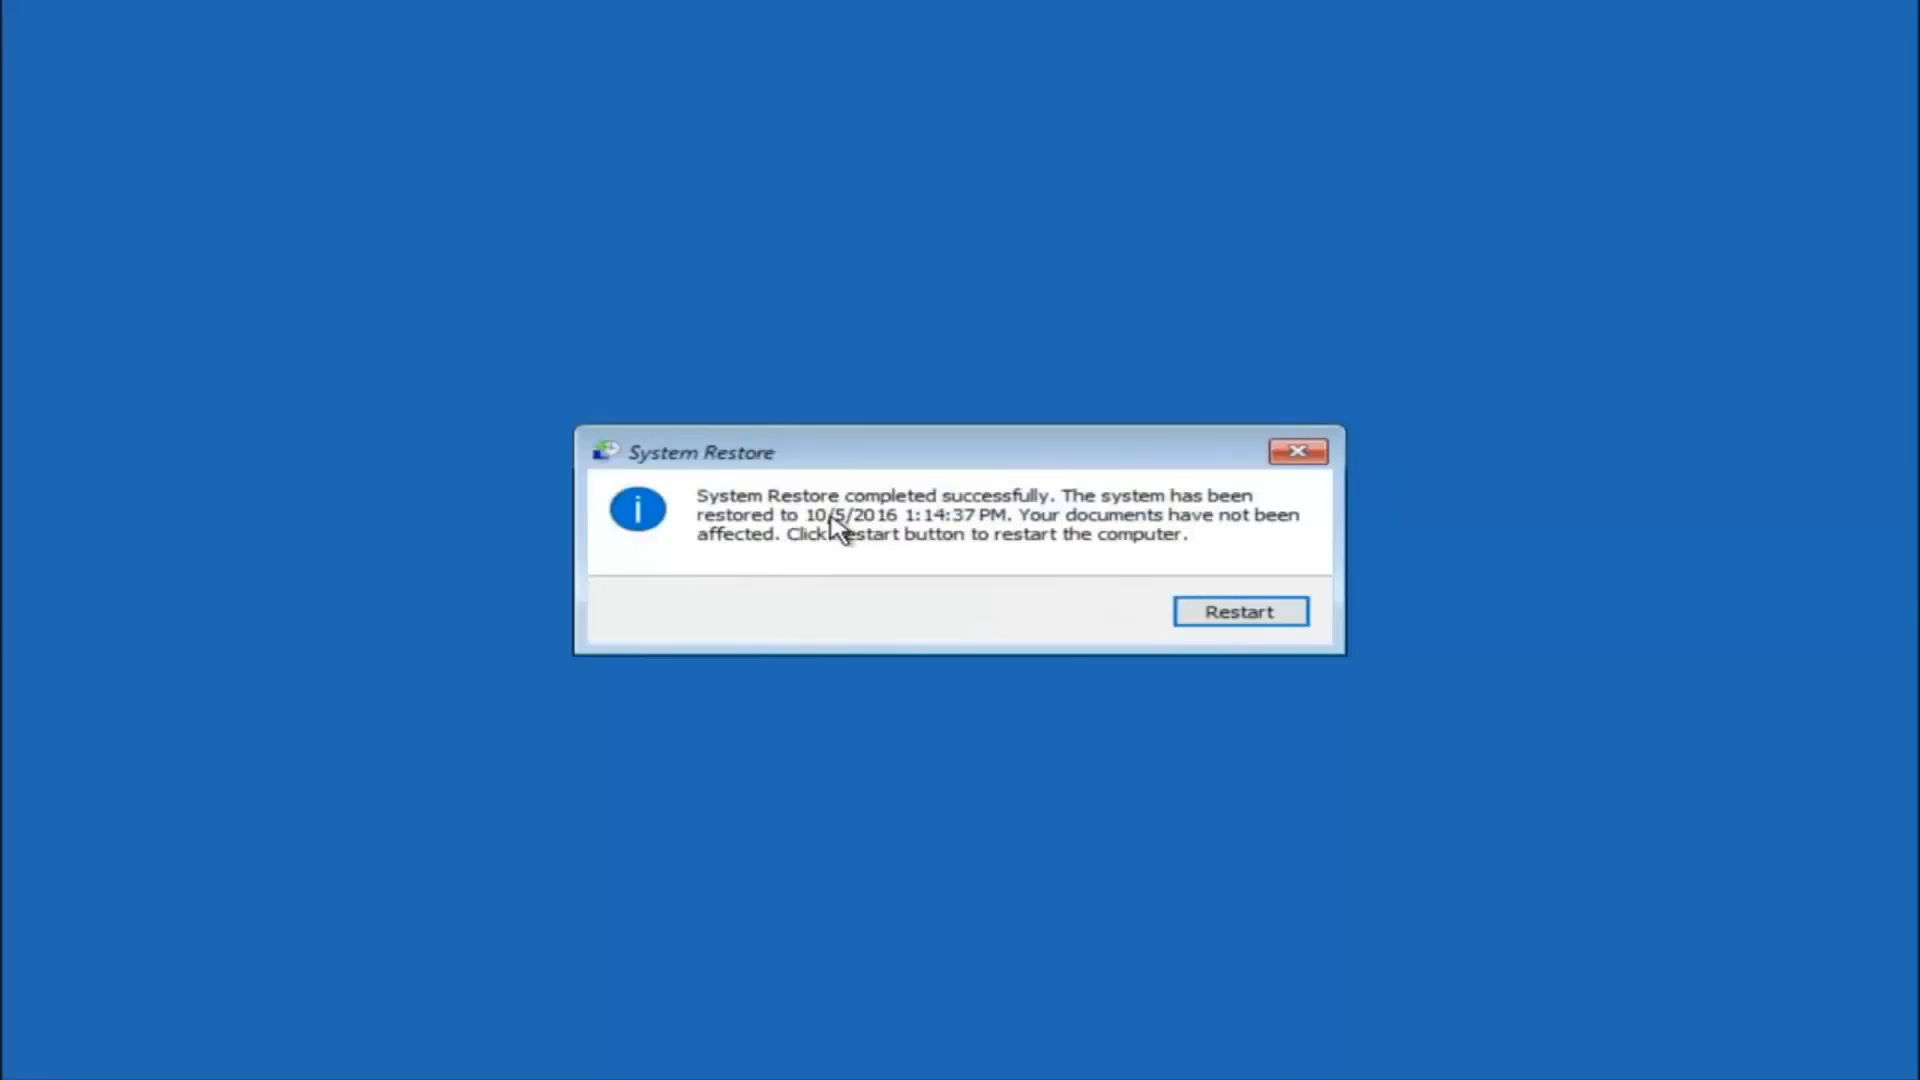 System Restore
System Restore completed successfully. The system has been
restored to 10/5/2016 1:14:37 PM. Your documents have not been
affected. Click estart button to restart the computer.
Restart